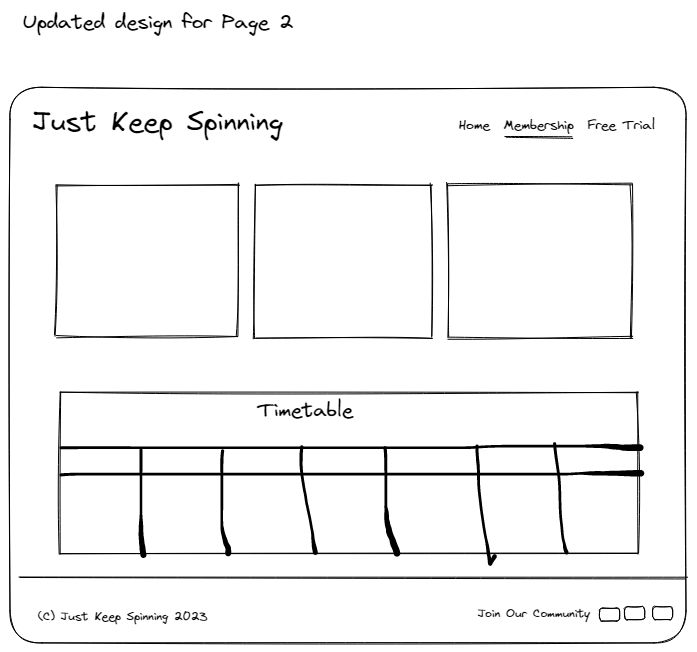 Updated design for Page 2
Just Keep Spinning
Home Membership Free Trial
Timetable
(C) Just Keep Spinning 2023
Join Our Community